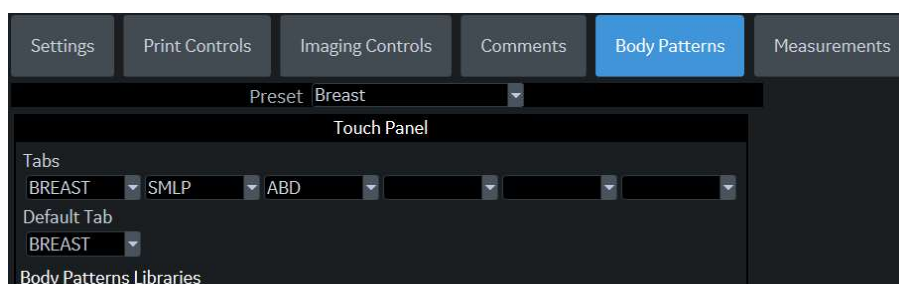 Settings Print Controls Imaging Controls Comments Body Patterns Measurements
Preset Breast
Touch Panel
Tabs
BREAST SMLP ABD
Default Tab
BREAST
Body Patterns Libraries